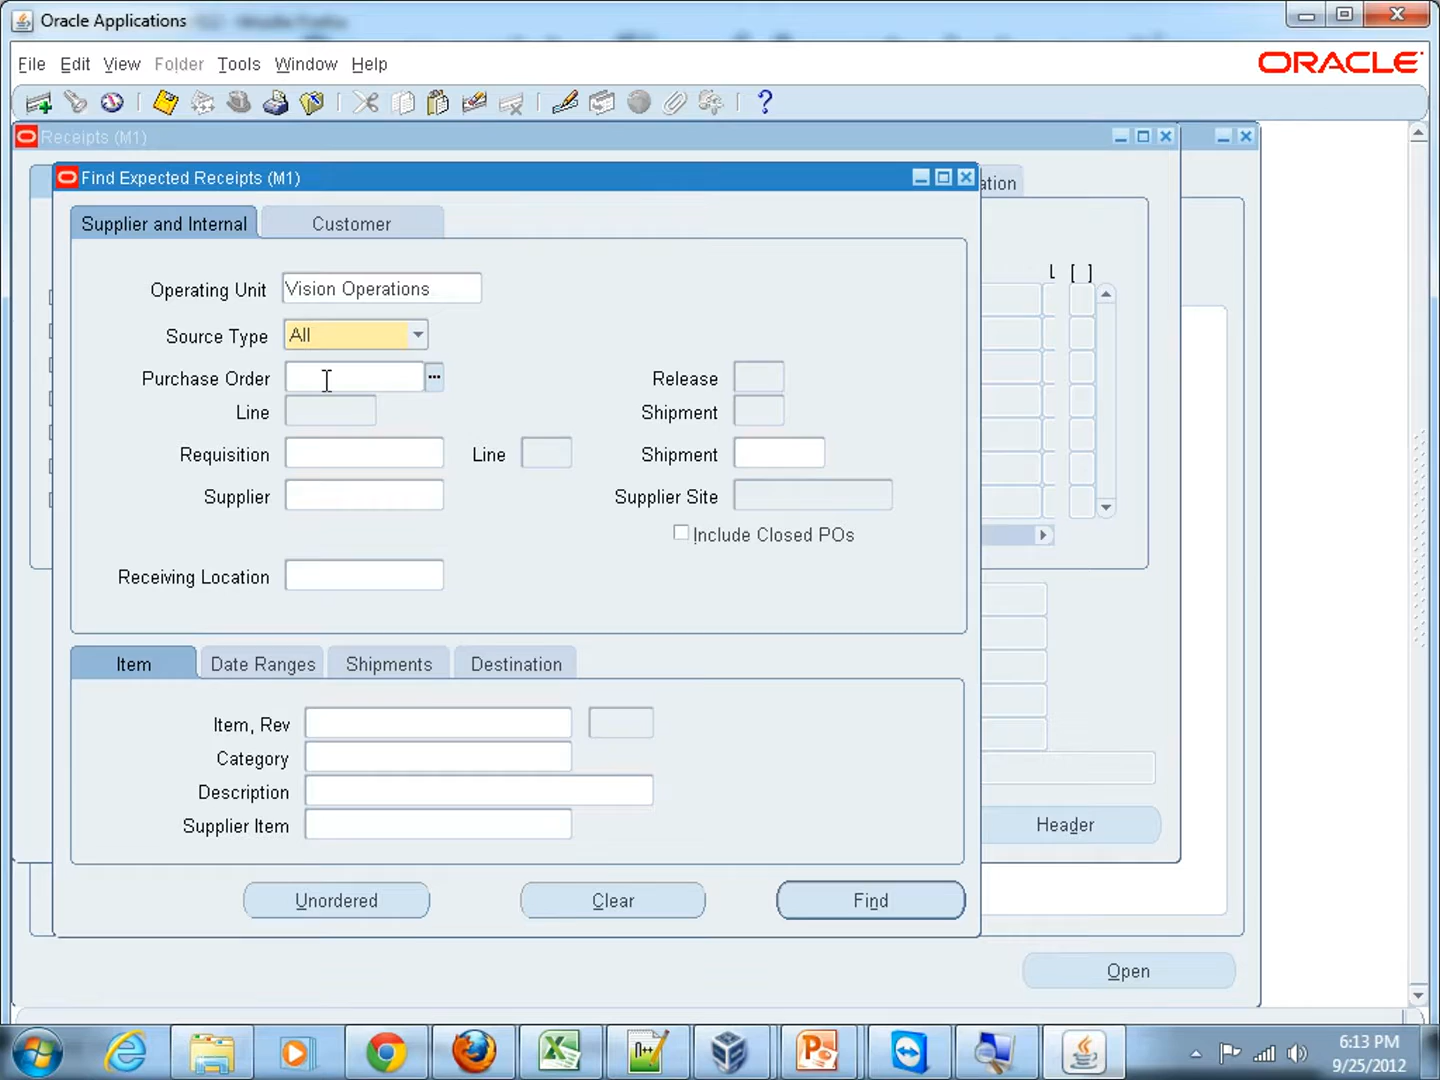 Oracle Applications
File Edit View Folder Tools Window Help
ORACLE
Receipts (M1)
Find Expected Receipts (M1)
ation
Supplier and Internal
Customer
[ ]
Operating Unit Vision Operations
Source Type All
Purchase Order
Release
Line
Shipment
Requisition
Line
Shipment
Supplier
Supplier Site
Include Closed POs
Receiving Location
Item Date Ranges Shipments Destination
Item, Rev
Category
Description
Supplier Item
Header
Unordered Clear Find
Open
6:13 PM
9/25/2012